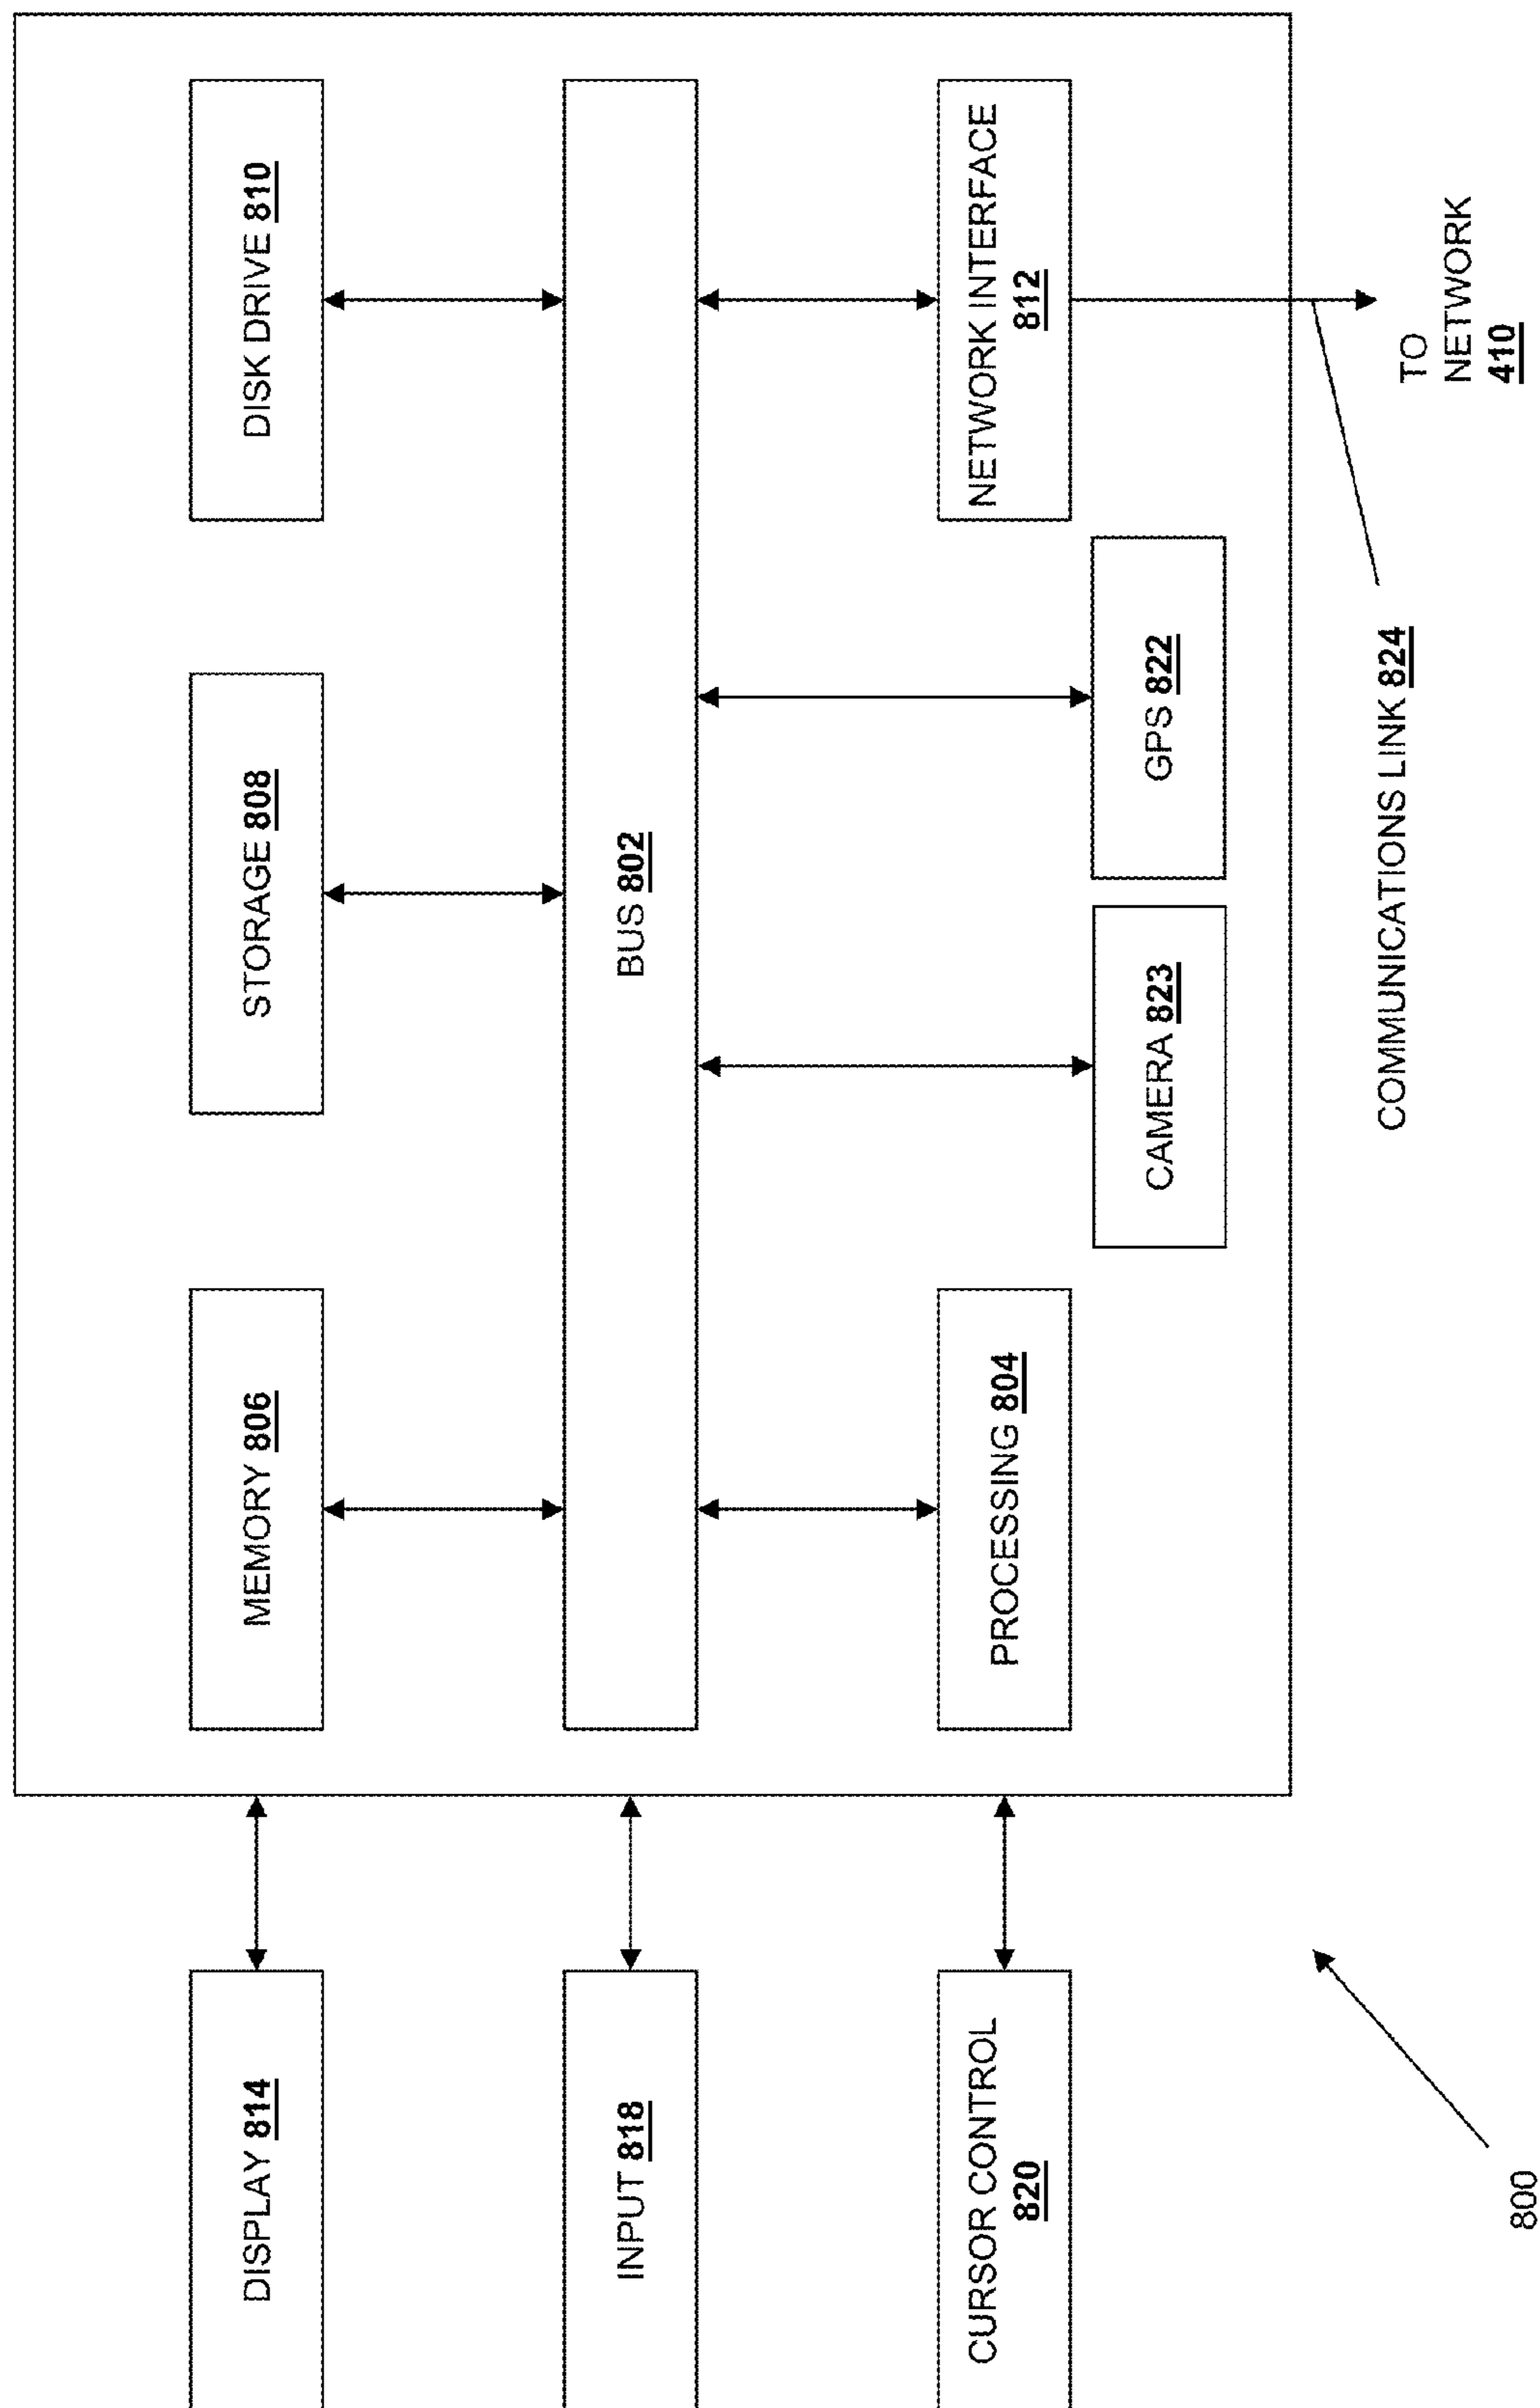 DISPLAY 814
MEMORY 806
STORAGE 808
DISK DRIVE 810
INPUT 818
BUS 802
CURSOR CONTROL
820
PROCESSING 804
CAMERA 823
GPS 822
NETWORK INTERFACE
812
COMMUNICATIONS LINK 824
TO
NETWORK
410
800